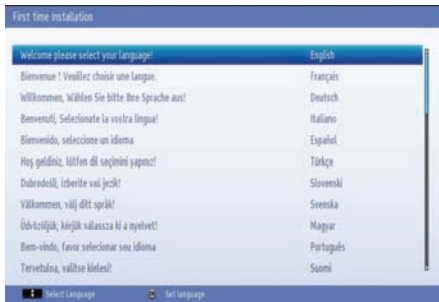 First time installation
Welcome please select your language! English
Bienvenue ! Veuillez choisir une langue. Français
Willkommen, Wählen Sie bitte Ihre Sprache aus! Deutsch
Benvenuti, Selezionate la vostra lingua! Italiano
Bienvenido, seleccione un idioma Español
Hoş geldiniz, lütfen dil seçimini yapınız! Türkçe
Dobrodošli, izberite vaš jezik! Slovenski
Välkommen, välj ditt språk! Svenska
Üdvözöljük, kérjük válassza ki a nyelvet! Magyar
Bem-vindo, favor selecionar seu idioma Português
Tervetuloa, valitse kielesi! Suomi
Select Language Set language